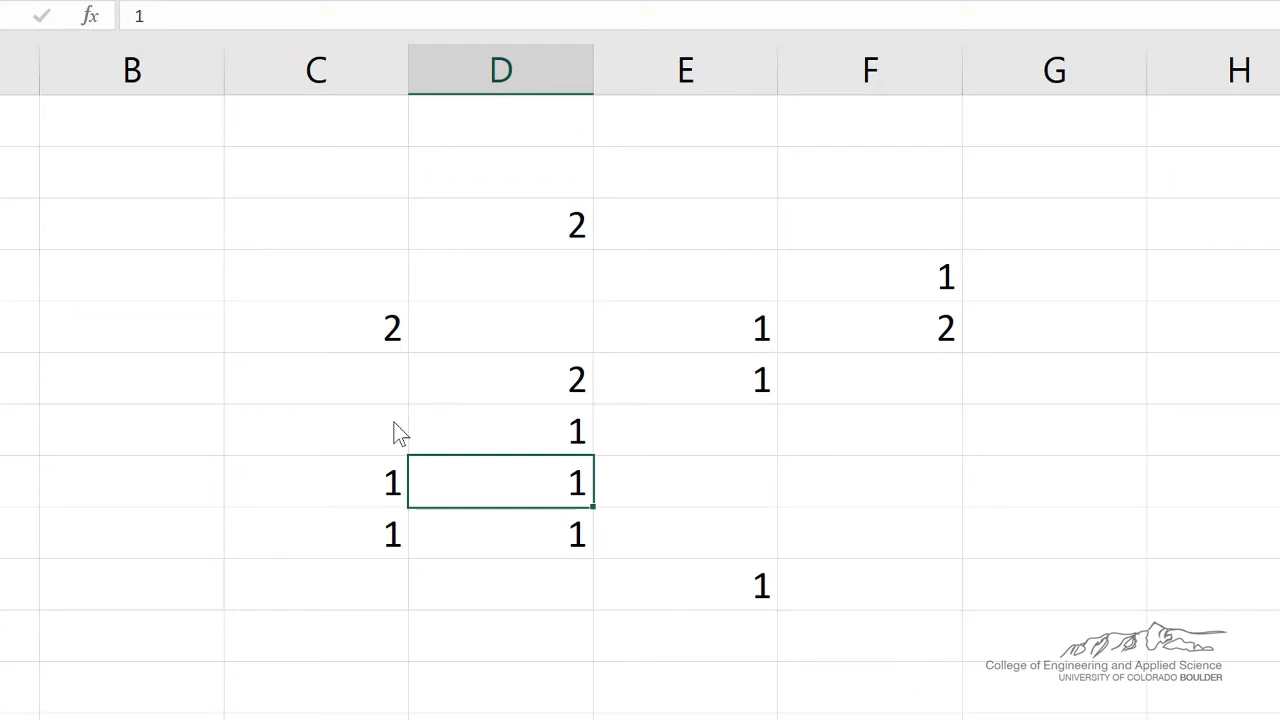 fx 1
B C D E F G H
2
1
2 1 2
2 1
1
1 1
1 1
1
College of Engineering and Applied Science
UNIVERSITY OF COLORADO BOULDER